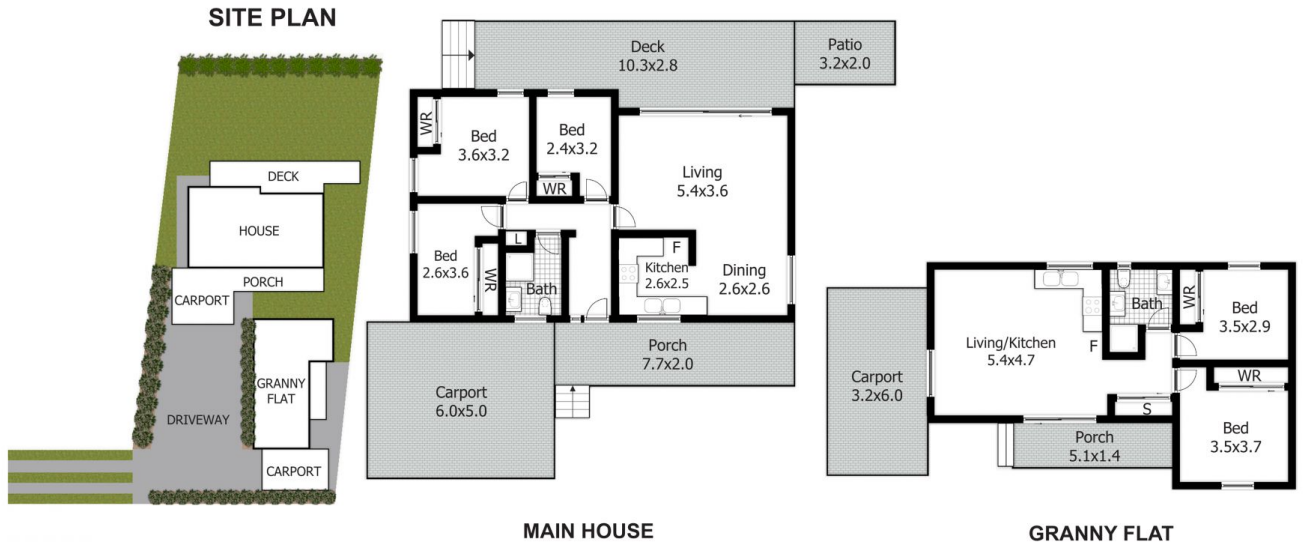 SITE PLAN
DECK
HOUSE
PORCH
CARPORT
GRANNY
FLAT
DRIVEWAY
CARPORT
Deck
10.3x2.8
Patio
3.2x2.0
WR
Bed
3.6x3.2
Bed
2.4x3.2
WR
Living
5.4x3.6
Bed
2.6x3.6
WR
L
Bath
F
Kitchen
2.6x2.5
Dining
2.6x2.6
Carport
6.0x5.0
Porch
7.7x2.0
MAIN HOUSE
Carport
3.2x6.0
Living/Kitchen
5.4x4.7
F
Bath
WR
Bed
3.5x2.9
WR
S
Bed
3.5x3.7
Porch
5.1x1.4
GRANNY FLAT